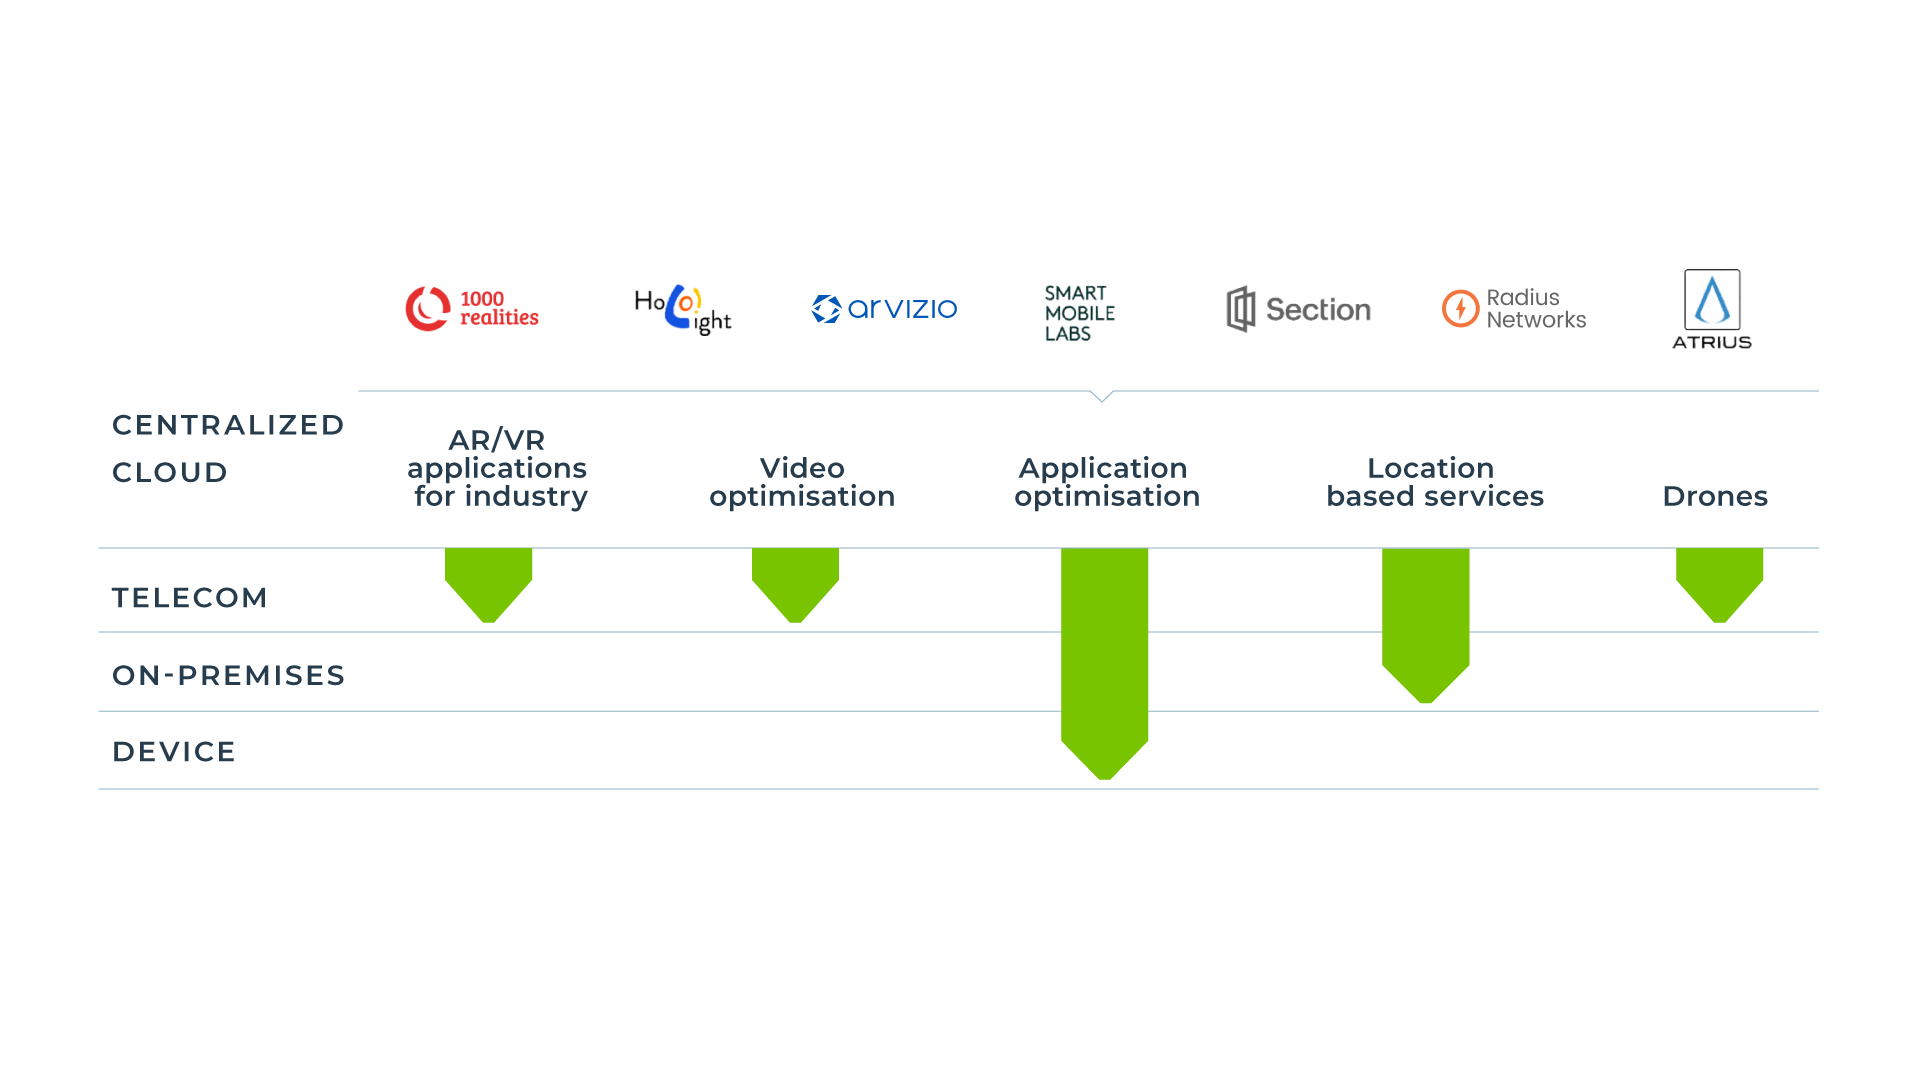 1000
realities
HoloLight
arvizio
SMART
MOBILE
LABS
Section
Radius
Networks
ATRIUS
CENTRALIZED
CLOUD
AR/VR
applications
for industry
Video
optimisation
Application
optimisation
Location
based services
Drones
TELECOM
ON-PREMISES
DEVICE